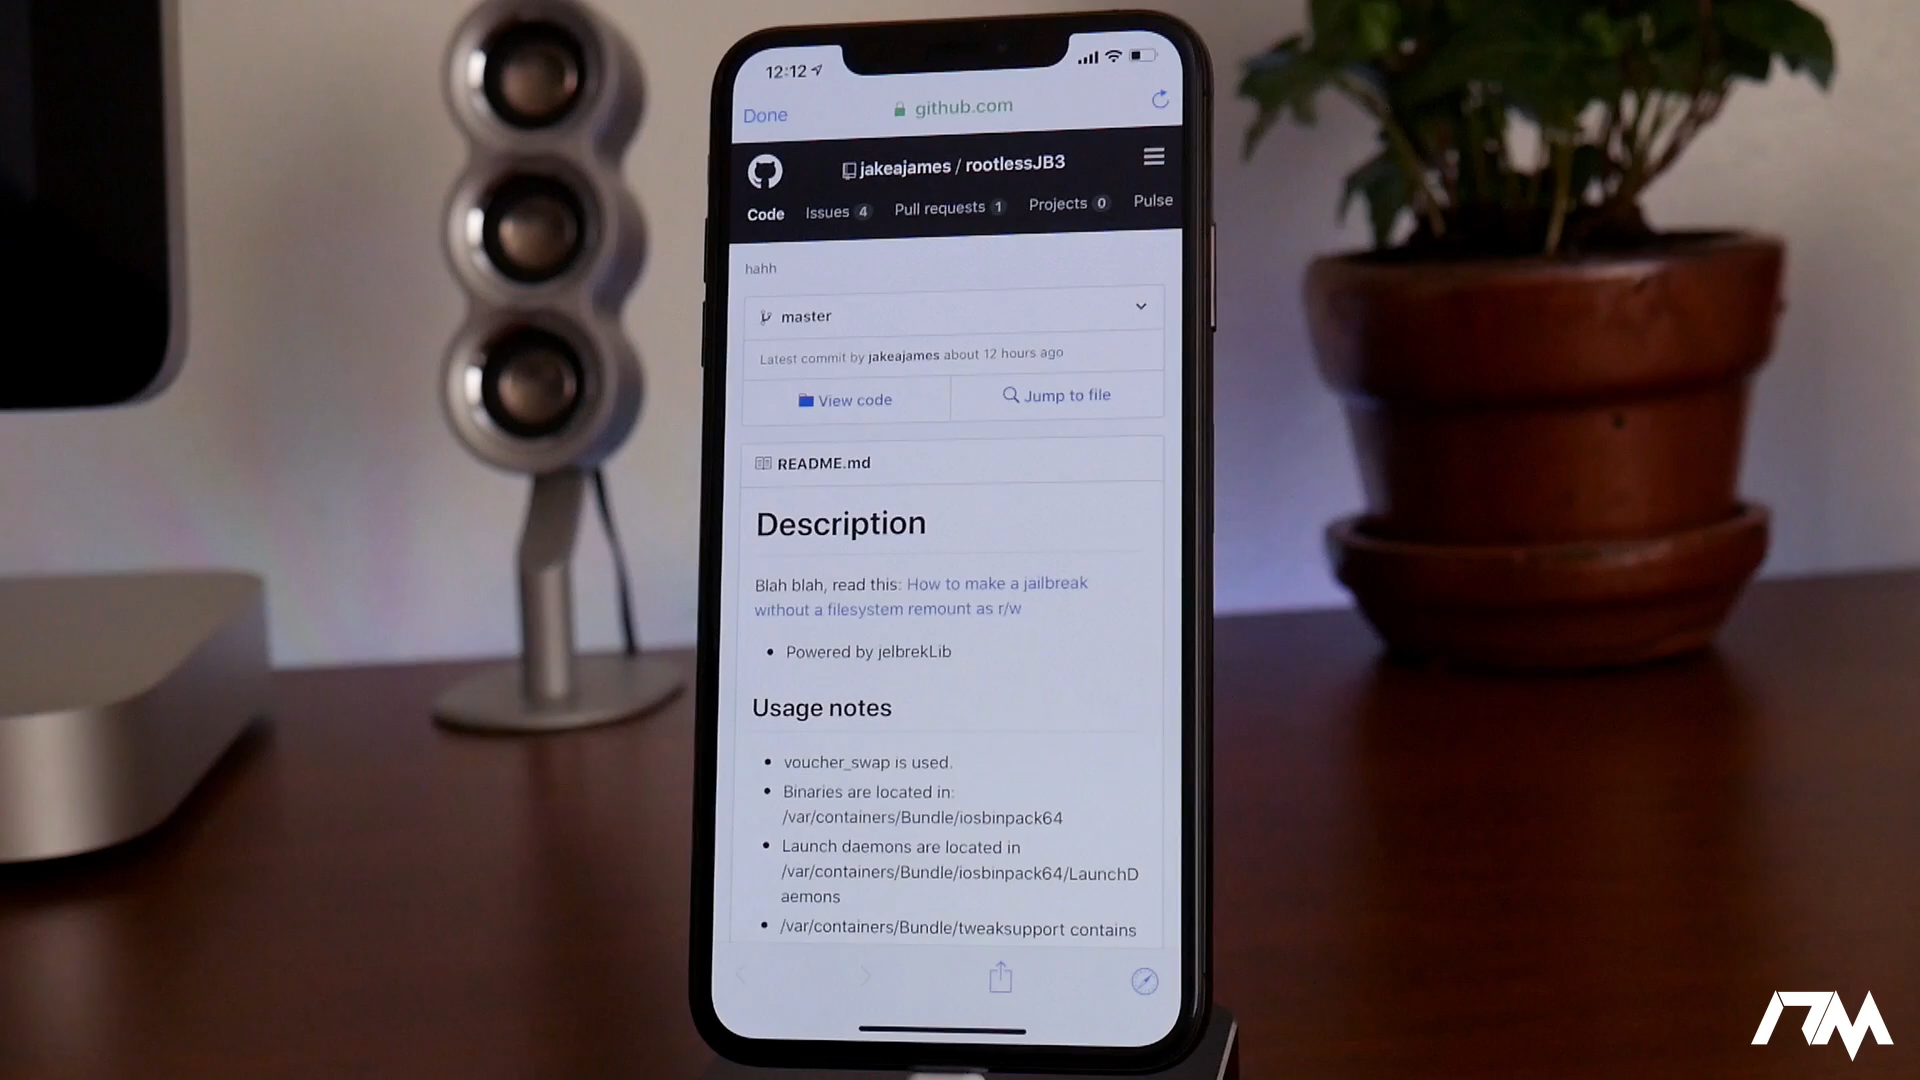 12:12
Done
github.com
jakeajames / rootlessJB3
Code Issues 4 Pull requests 1 Projects 0 Pulse
hahh
master
Latest commit by jakeajames about 12 hours ago
View code
Jump to file
README.md
Description
Blah blah, read this: How to make a jailbreak
without a filesystem remount as r/w
• Powered by jelbrekLib
Usage notes
• voucher_swap is used.
• Binaries are located in:
/var/containers/Bundle/iosbinpack64
• Launch daemons are located in
/var/containers/Bundle/iosbinpack64/LaunchD
aemons
• /var/containers/Bundle/tweaksupport contains